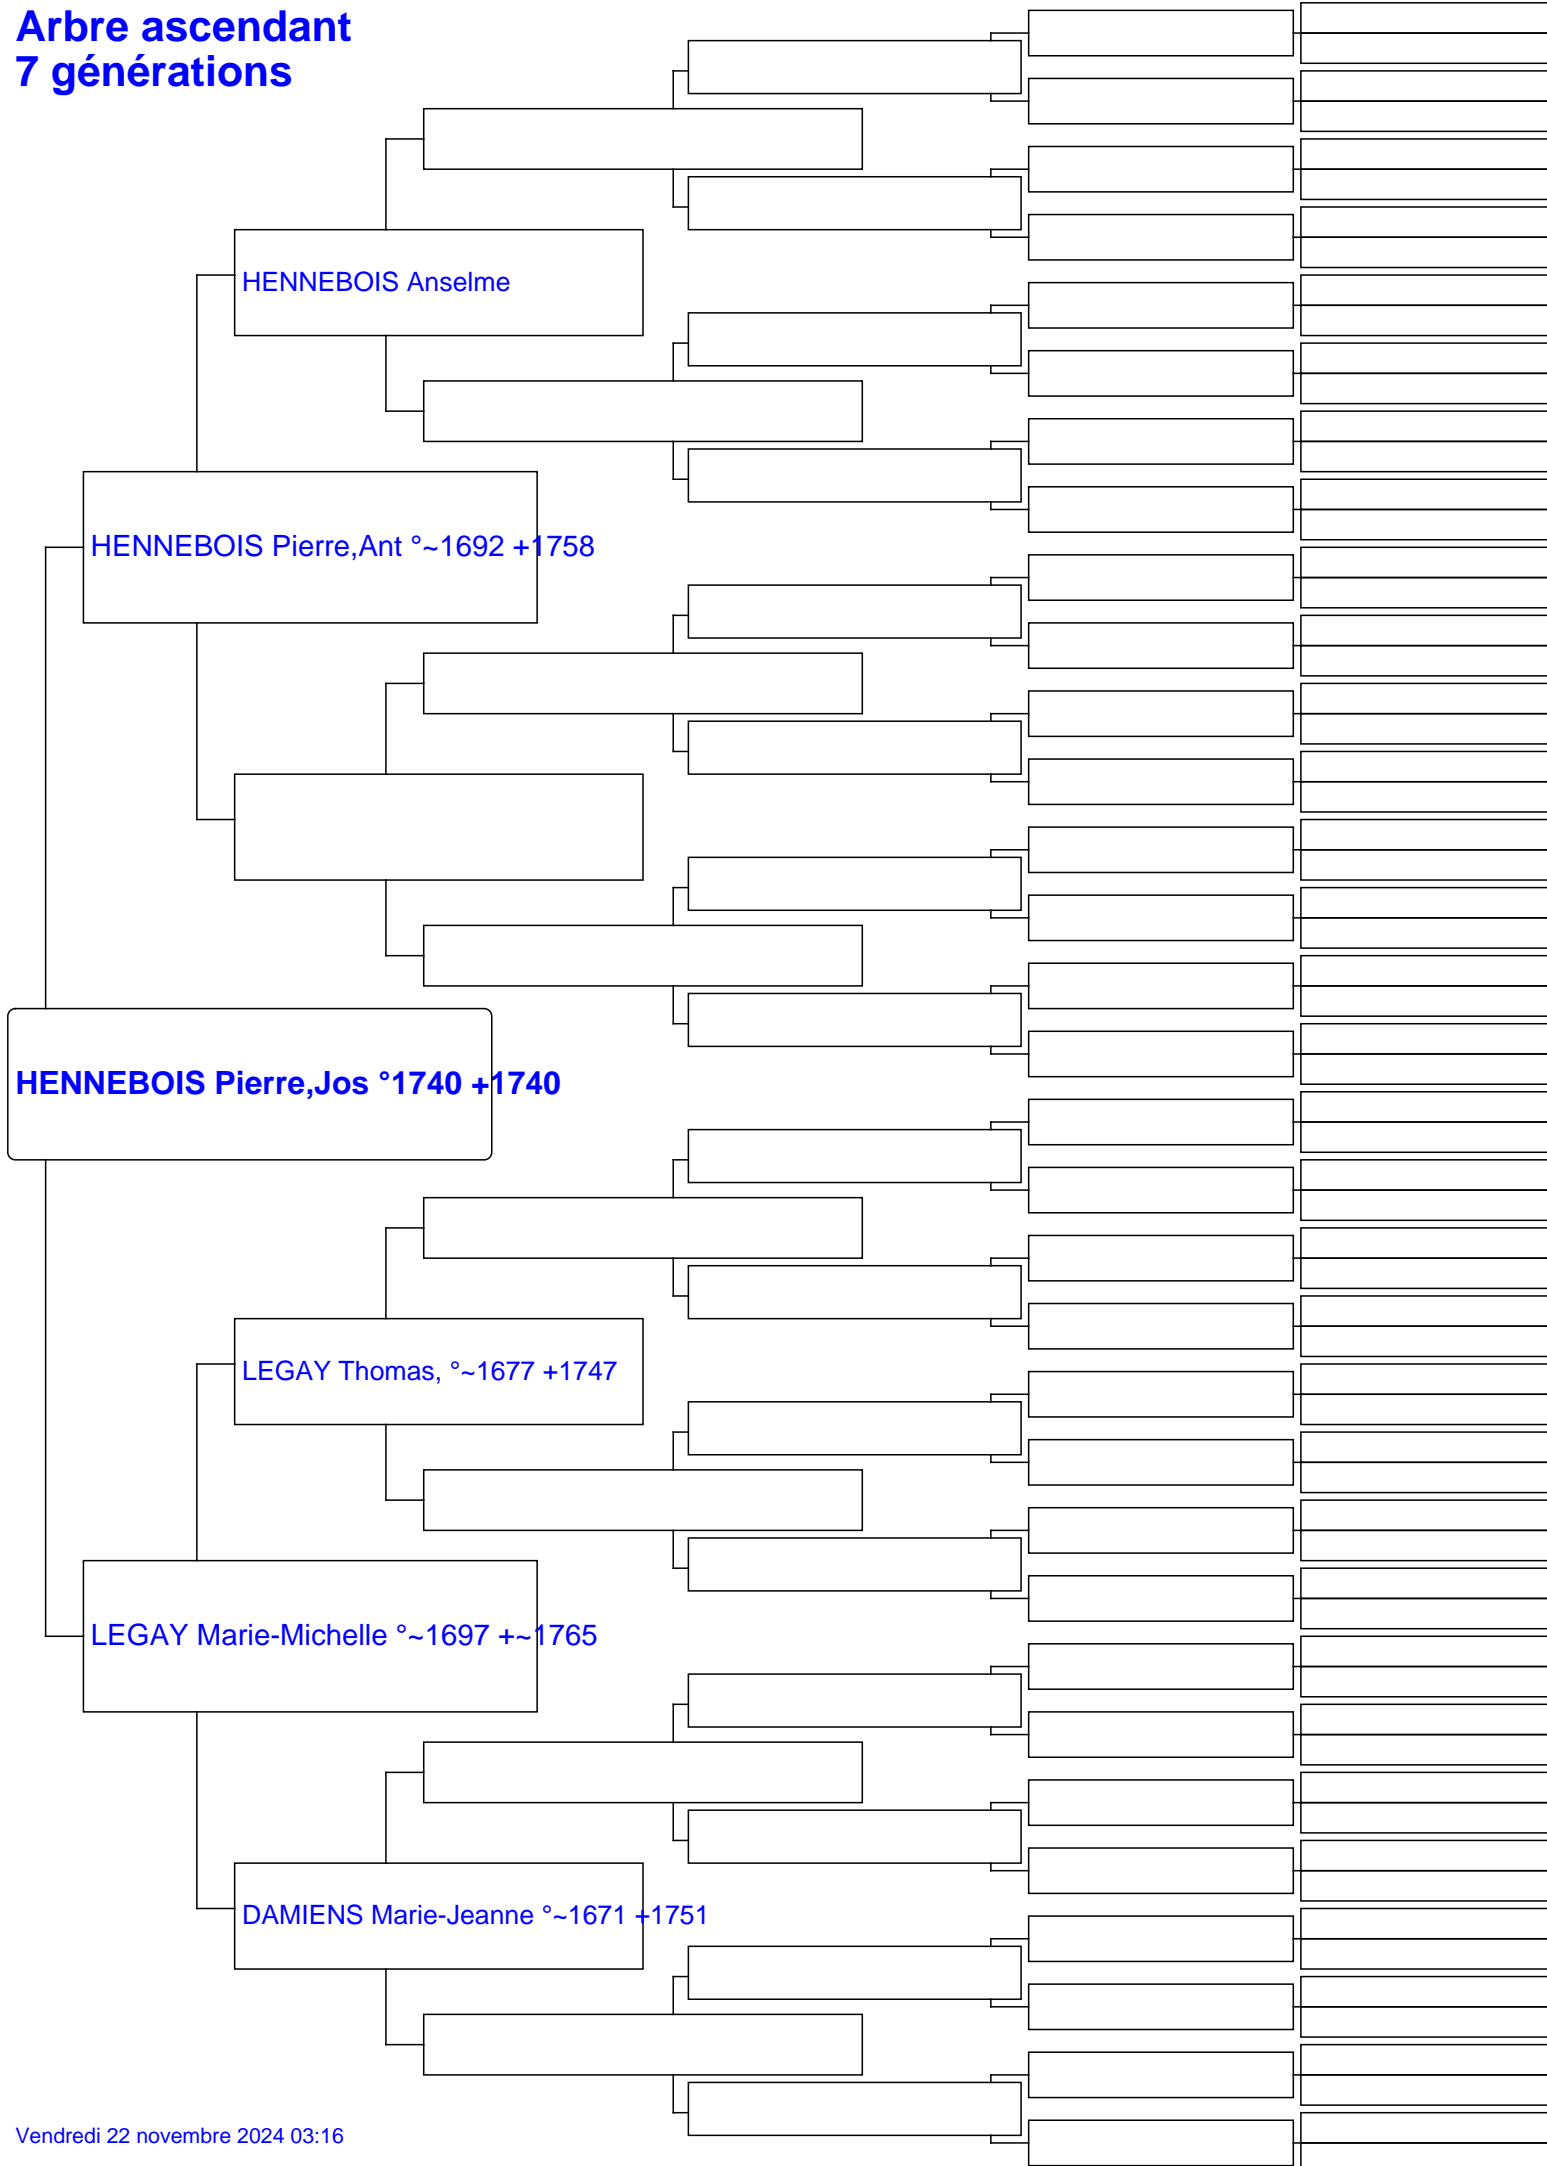 Arbre ascendant
7 générations
HENNEBOIS Anselme
HENNEBOIS Pierre,Ant °~1692 +1758
HENNEBOIS Pierre,Jos °1740 +1740
LEGAY Thomas, °~1677 +1747
LEGAY Marie-Michelle °~1697 +~1765
DAMIENS Marie-Jeanne °~1671 +1751
Vendredi 22 novembre 2024 03:16